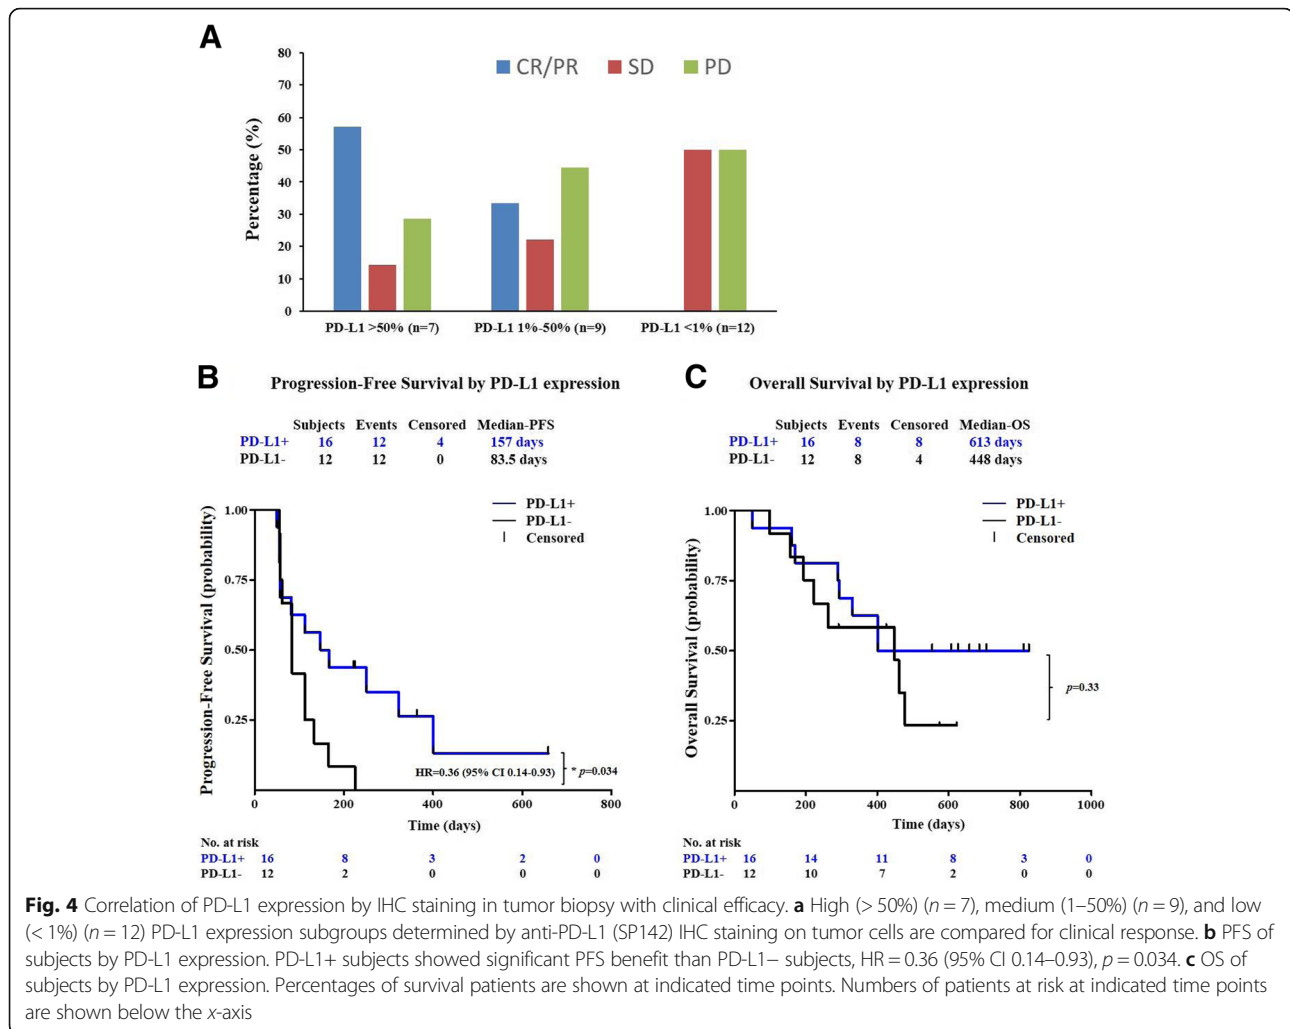 A
80
70
60
50
40
30
20
10
0
Percentage (%)
CR/PR SD PD
PD-L1 >50% (n=7) PD-L1 1%-50% (n=9) PD-L1 <1% (n=12)
B Progression-Free Survival by PD-L1 expression
Subjects Events Censored Median-PFS
PD-L1+ 16 12 4 157 days
PD-L1- 12 12 0 83.5 days
PD-L1+
PD-L1-
Censored
1.00
0.75
0.50
0.25
Progression-Free Survival (probability)
HR=0.36 (95% CI 0.14-0.93) * p=0.034
0 200 400 600 800
Time (days)
No. at risk
PD-L1+ 16 8 3 2 0
PD-L1- 12 2 0 0 0
C Overall Survival by PD-L1 expression
Subjects Events Censored Median-OS
PD-L1+ 16 8 8 613 days
PD-L1- 12 8 4 448 days
PD-L1+
PD-L1-
Censored
1.00
0.75
0.50
0.25
Overall Survival (probability)
p=0.33
0 200 400 600 800 1000
Time (days)
No. at risk
PD-L1+ 16 14 11 8 3 0
PD-L1- 12 10 7 2 0 0
Fig. 4 Correlation of PD-L1 expression by IHC staining in tumor biopsy with clinical efficacy. a High (> 50%) (n = 7), medium (1–50%) (n = 9), and low
(< 1%) (n = 12) PD-L1 expression subgroups determined by anti-PD-L1 (SP142) IHC staining on tumor cells are compared for clinical response. b PFS of
subjects by PD-L1 expression. PD-L1+ subjects showed significant PFS benefit than PD-L1− subjects, HR = 0.36 (95% CI 0.14–0.93), p = 0.034. c OS of
subjects by PD-L1 expression. Percentages of survival patients are shown at indicated time points. Numbers of patients at risk at indicated time points
are shown below the x-axis